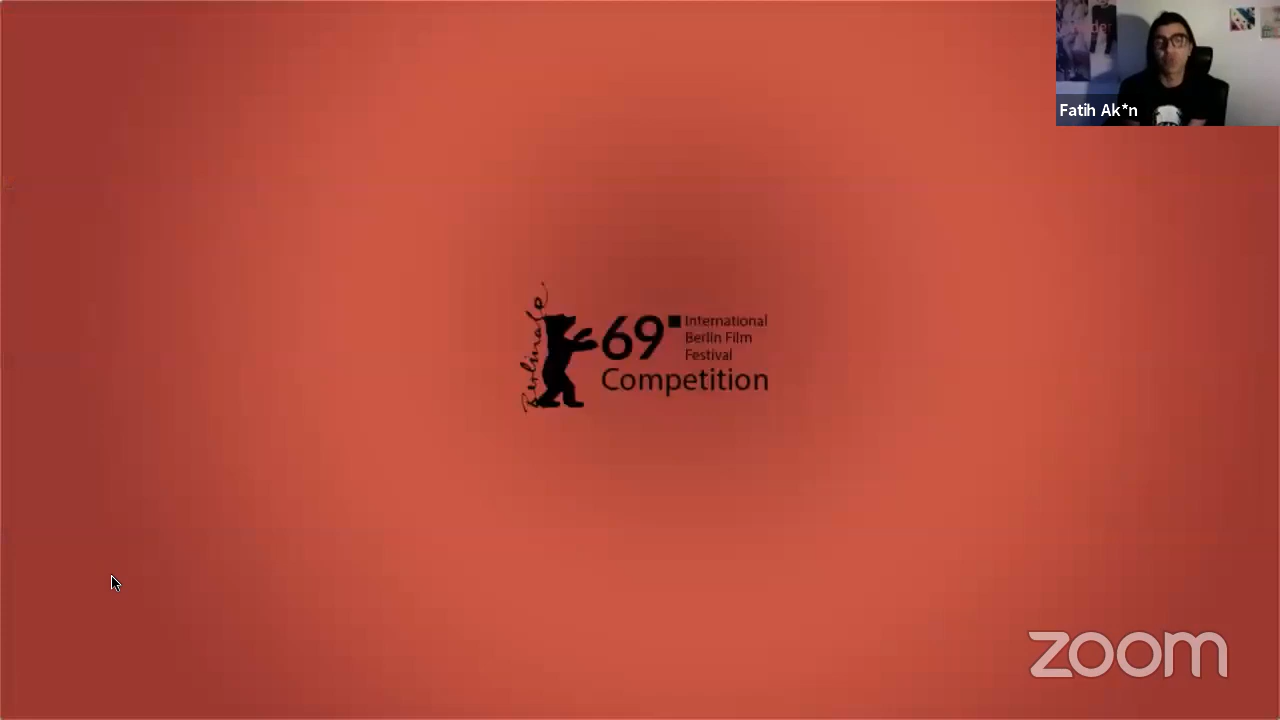 Fatih Ak*n
Berlinale
69
International
Berlin Film
Festival
Competition
zoom